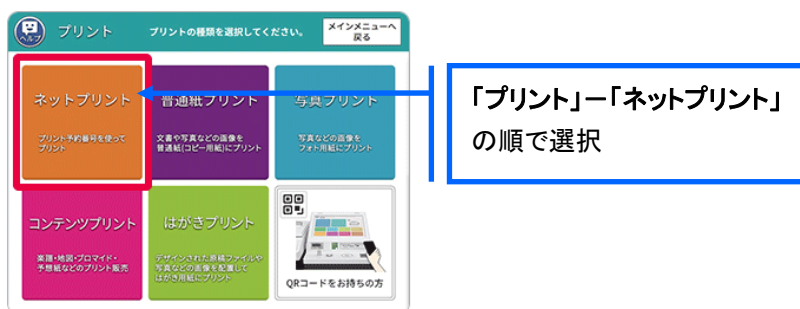 ヘルプ
プリント
プリントの種類を選択してください。
メインメニューへ
戻る
ネットプリント
プリント予約番号を使って
プリント
普通紙プリント
文書や写真などの画像を
普通紙(コピー用紙)にプリント
写真プリント
写真などの画像を
フォト用紙にプリント
コンテンツプリント
楽譜・地図・ブロマイド・
予想紙などのプリント販売
はがきプリント
デザインされた原稿ファイルや
写真などの画像を配置して
はがき用紙にプリント
QRコードをお持ちの方
「プリント」－「ネットプリント」
の順で選択